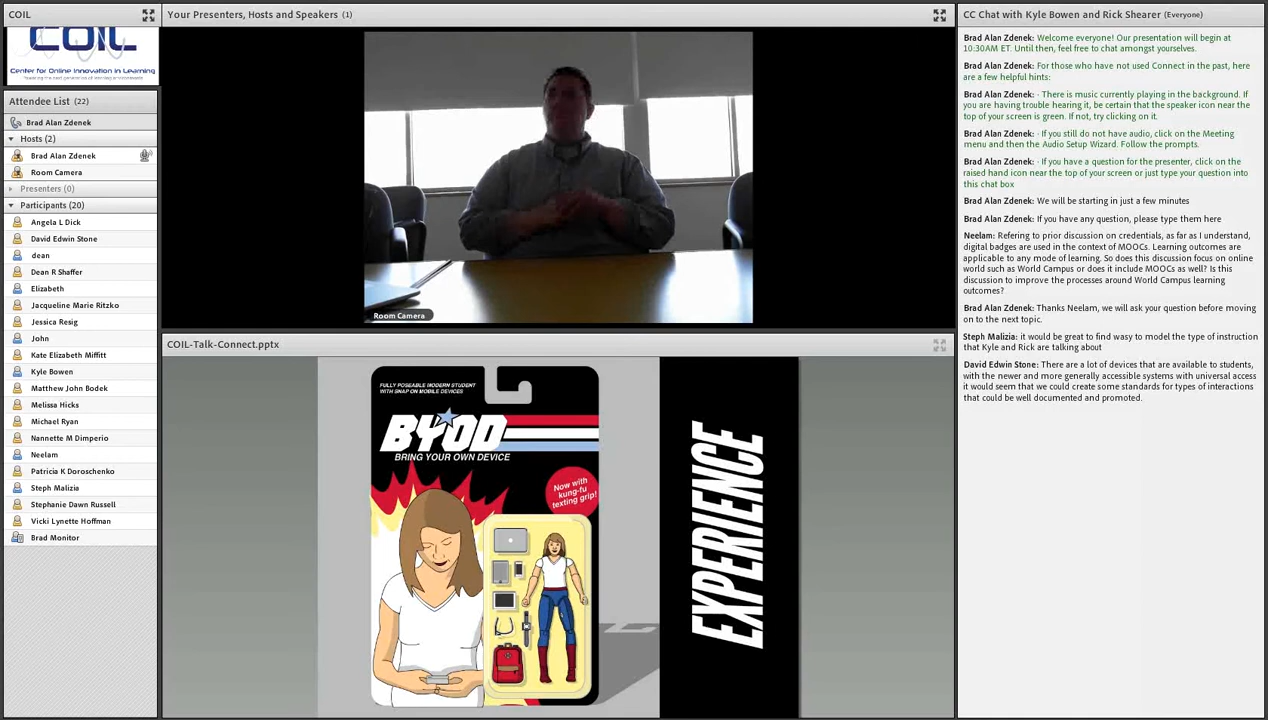 COIL
COIL
Center for Online Innovation in Learning
Attendee List (22)
Brad Alan Zdenek
Hosts (2)
Brad Alan Zdenek
Room Camera
Presenters (0)
Participants (20)
Angela L Dick
David Edwin Stone
dean
Dean R Shaffer
Elizabeth
Jacqueline Marie Ritzko
Jessica Resig
John
Kate Elizabeth Miffitt
Kyle Bowen
Matthew John Bodek
Melissa Hicks
Michael Ryan
Nannette M Dimperio
Neelam
Patricia K Doroschenko
Steph Malizia
Stephanie Dawn Russell
Vicki Lynette Hoffman
Brad Monitor
Your Presenters, Hosts and Speakers (1)
Room Camera
COIL-Talk-Connect.pptx
FULLY POSEABLE MODERN STUDENT
WITH SNAP ON MOBILE DEVICES
BYOD
BRING YOUR OWN DEVICE
Now with
kung-fu
texting grip!
EXPERIENCE
CC Chat with Kyle Bowen and Rick Shearer (Everyone)
Brad Alan Zdenek: Welcome everyone! Our presentation will begin at
10:30AM ET. Until then, feel free to chat amongst yourselves.
Brad Alan Zdenek: For those who have not used Connect in the past, here
are a few helpful hints:
Brad Alan Zdenek: · There is music currently playing in the background. If
you are having trouble hearing it, be certain that the speaker icon near the
top of your screen is green. If not, try clicking on it.
Brad Alan Zdenek: · If you still do not have audio, click on the Meeting
menu and then the Audio Setup Wizard. Follow the prompts.
Brad Alan Zdenek: · If you have a question for the presenter, click on the
raised hand icon near the top of your screen or just type your question into
this chat box
Brad Alan Zdenek: We will be starting in just a few minutes
Brad Alan Zdenek: If you have any question, please type them here
Neelam: Refering to prior discussion on credentials, as far as I understand,
digital badges are used in the context of MOOCs. Learning outcomes are
applicable to any mode of learning. So does this discussion focus on online
world such as World Campus or does it include MOOCs as well? Is this
discussion to improve the processes around World Campus learning
outcomes?
Brad Alan Zdenek: Thanks Neelam, we will ask your question before moving
on to the next topic.
Steph Malizia: it would be great to find wasy to model the type of instruction
that Kyle and Rick are talking about
David Edwin Stone: There are a lot of devices that are available to students,
with the newer and more generally accessible systems with universal access
it would seem that we could create some standards for types of interactions
that could be well documented and promoted.